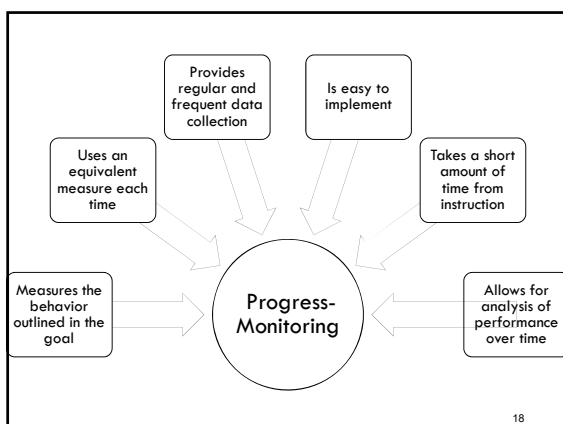 Measures the
behavior
outlined in the
goal
Uses an
equivalent
measure each
time
Provides
regular and
frequent data
collection
Is easy to
implement
Takes a short
amount of
time from
instruction
Allows for
analysis of
performance
over time
Progress-
Monitoring
18